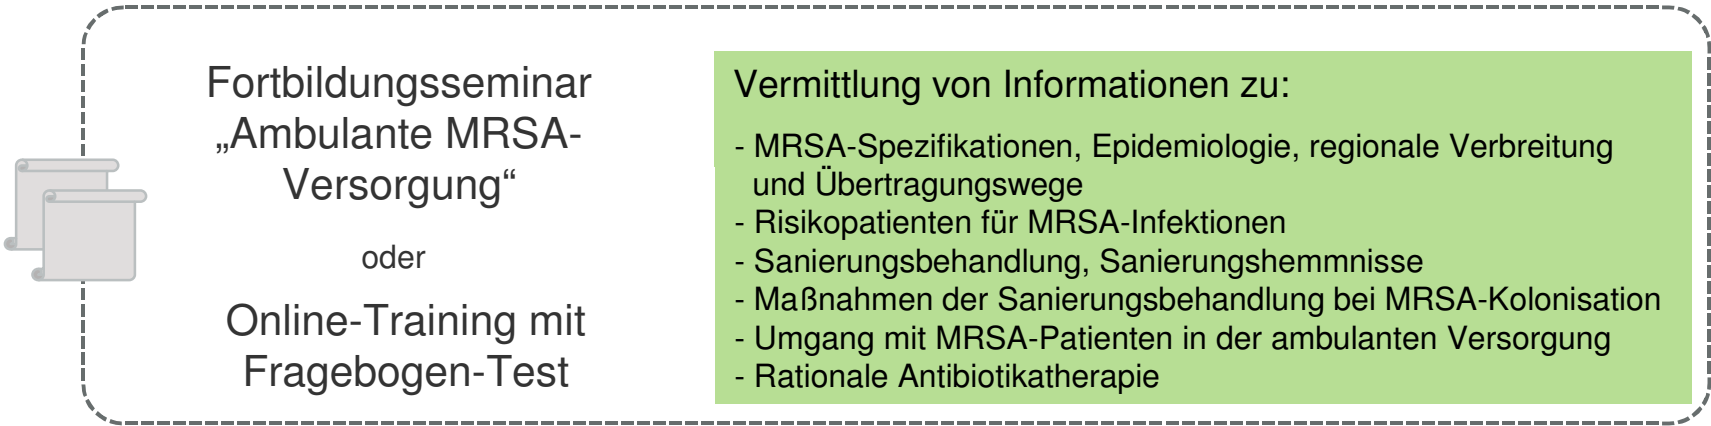 Fortbildungsseminar
„Ambulante MRSA-
Versorgung“
oder
Online-Training mit
Fragebogen-Test
Vermittlung von Informationen zu:
- MRSA-Spezifikationen, Epidemiologie, regionale Verbreitung
und Übertragungswege
- Risikopatienten für MRSA-Infektionen
- Sanierungsbehandlung, Sanierungshemmnisse
- Maßnahmen der Sanierungsbehandlung bei MRSA-Kolonisation
- Umgang mit MRSA-Patienten in der ambulanten Versorgung
- Rationale Antibiotikatherapie